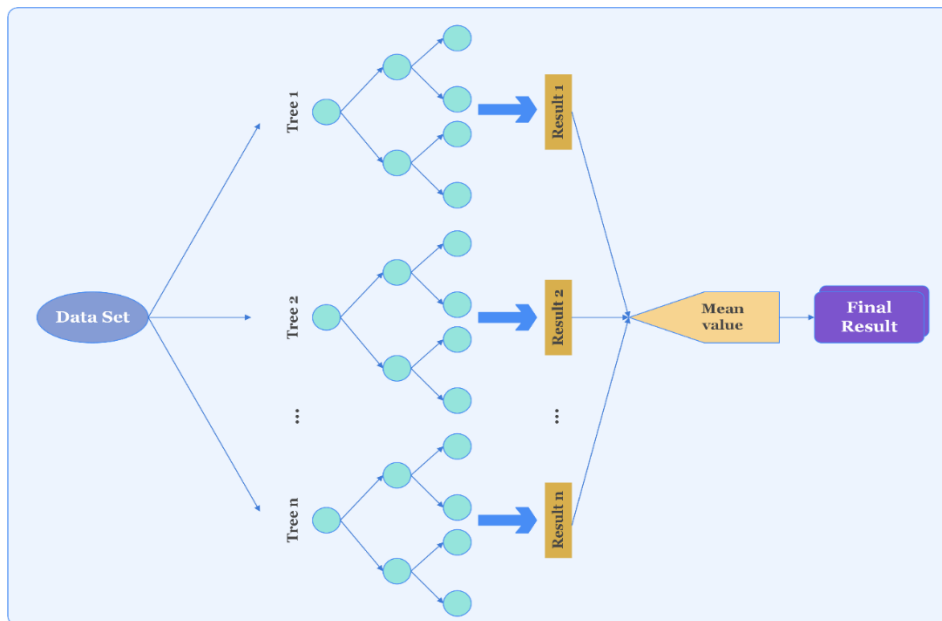 Data Set
Tree 1
Result 1
Tree 2
Result 2
...
...
Tree n
Result n
Mean
value
Final
Result